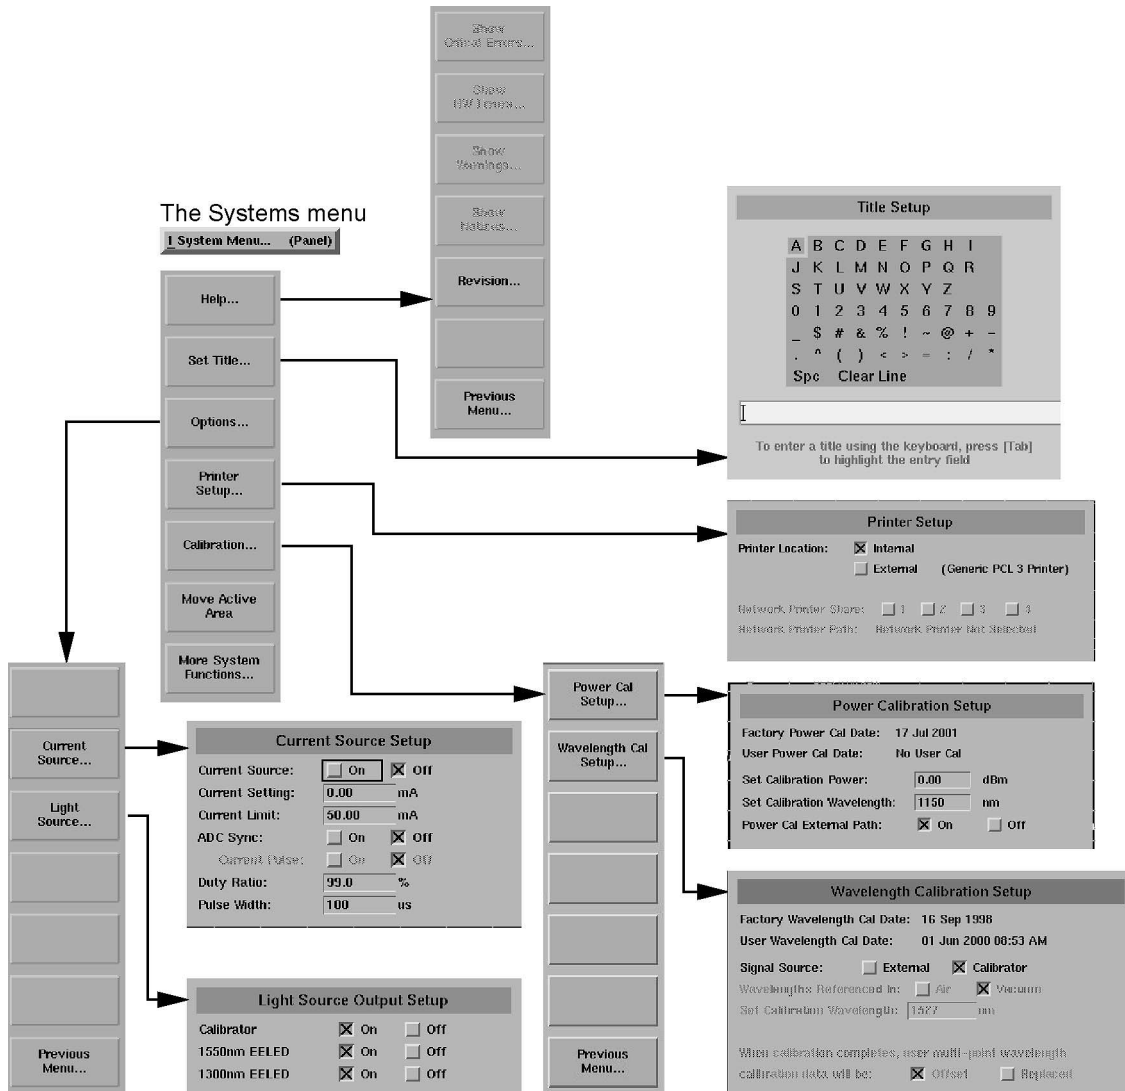 Show
Critical Errors...
Show
HW Errors...
Show
Warnings...
Show
Notices...
Revision...
Previous
Menu...
The Systems menu
I System Menu... (Panel)
Help...
Set Title...
Options...
Printer
Setup...
Calibration...
Move Active
Area
More System
Functions...
Title Setup
A B C D E F G H I
J K L M N O P Q R
S T U V W X Y Z
0 1 2 3 4 5 6 7 8 9
_ $ # & % ! ~ @ + -
. ^ ( ) < > = : / *
Spc Clear Line
To enter a title using the keyboard, press [Tab]
to highlight the entry field
Printer Setup
Printer Location: Internal
External (Generic PCL 3 Printer)
Network Printer Share: 1 2 3 4
Network Printer Path: Network Printer Not Selected
Current
Source...
Light
Source...
Previous
Menu...
Current Source Setup
Current Source: On Off
Current Setting: 0.00 mA
Current Limit: 50.00 mA
ADC Sync: On Off
Current Pulse: On Off
Duty Ratio: 99.0 %
Pulse Width: 100 us
Light Source Output Setup
Calibrator On Off
1550nm EELED On Off
1300nm EELED On Off
Power Cal
Setup...
Wavelength Cal
Setup...
Previous
Menu...
Power Calibration Setup
Factory Power Cal Date: 17 Jul 2001
User Power Cal Date: No User Cal
Set Calibration Power: 0.00 dBm
Set Calibration Wavelength: 1150 nm
Power Cal External Path: On Off
Wavelength Calibration Setup
Factory Wavelength Cal Date: 16 Sep 1998
User Wavelength Cal Date: 01 Jun 2000 08:53 AM
Signal Source: External Calibrator
Wavelengths Referenced In: Air Vacuum
Set Calibration Wavelength: 1527 nm
When calibration completes, user multi-point wavelength
calibration data will be: Offset Replaced